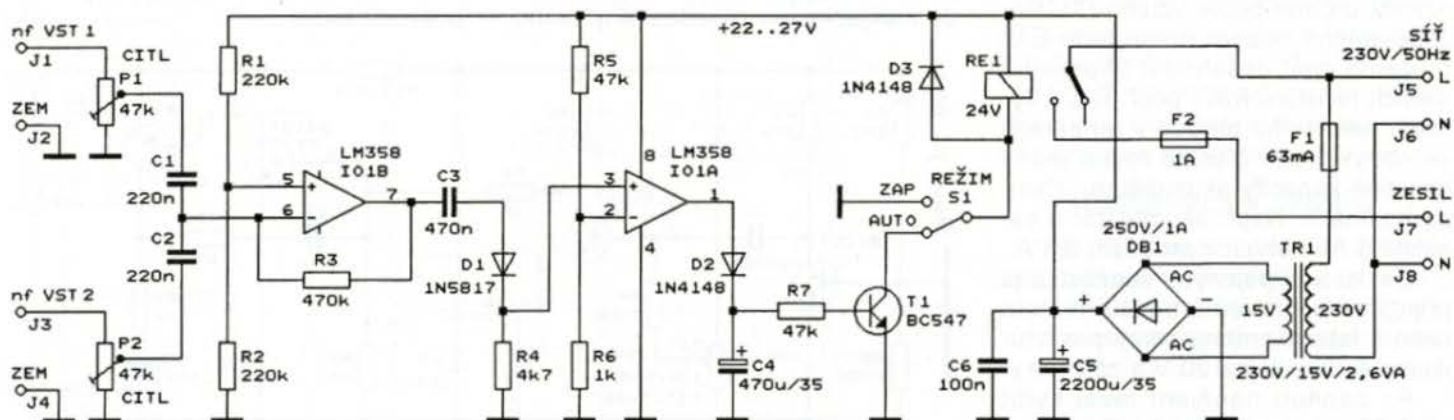 nf VST 1
J1
ZEM
J2
CITL
P1
47k
C1
220n
C2
220n
nf VST 2
J3
ZEM
J4
P2
47k
CITL
R1
220k
R2
220k
5
+
6
−
LM358
IO1B
7
R3
470k
C3
470n
D1
1N5817
R4
4k7
R5
47k
R6
1k
+22..27V
8
3
+
2
−
4
LM358
IO1A
1
D2
1N4148
+
C4
470u/35
R7
47k
T1
BC547
D3
1N4148
RE1
24V
ZAP
AUTO
REŽIM
S1
C6
100n
+
C5
2200u/35
250V/1A
DB1
AC
+
−
AC
TR1
15V
230V
230V/15V/2,6VA
F2
1A
F1
63mA
SÍŤ
230V/50Hz
L
J5
N
J6
ZESIL
L
J7
N
J8